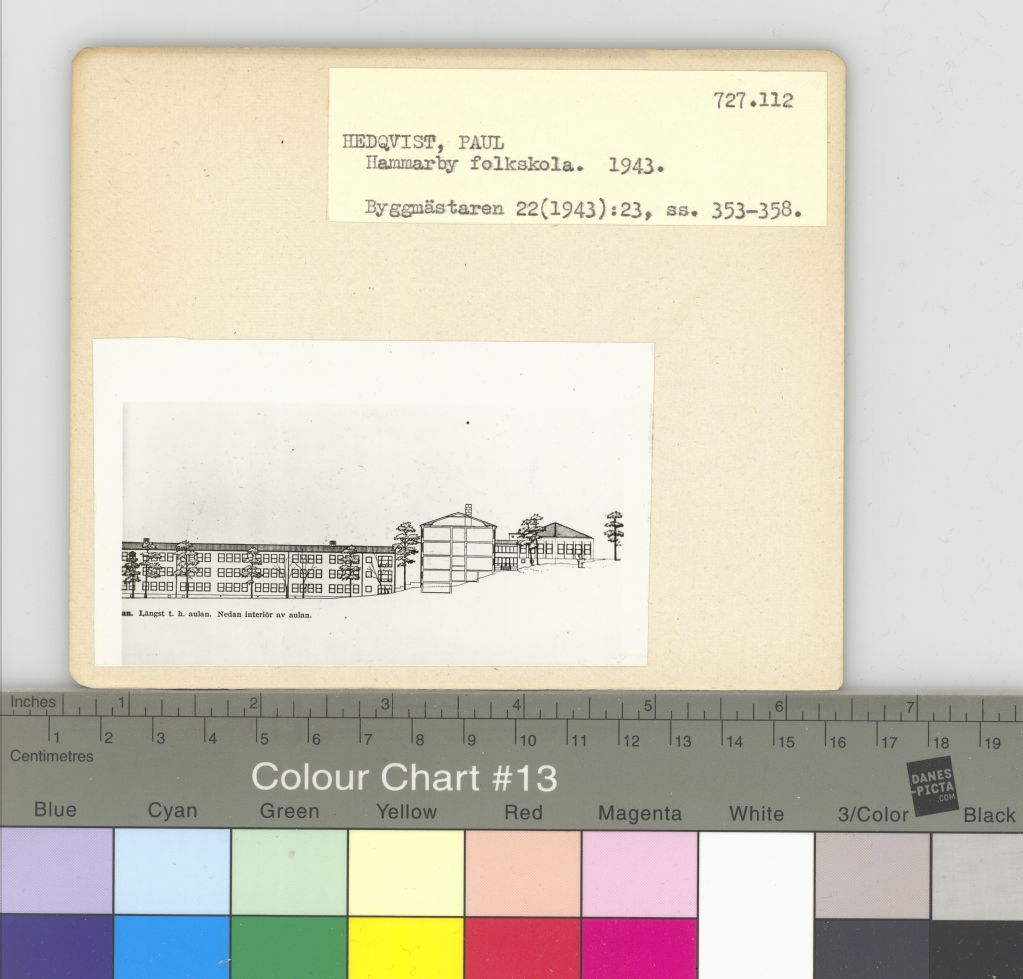 727.112
HEDQVIST, PAUL
Hammarby folkskola. 1943.
Byggmästaren 22(1943):23, ss. 353-358.
an. Längst t. h. aulan. Nedan interiör av aulan.
Inches 1 2 3 4 5 6 7
1 2 3 4 5 6 7 8 9 10 11 12 13 14 15 16 17 18 19
Centimetres
Colour Chart #13
DANES
-PICTA
.COM
Blue Cyan Green Yellow Red Magenta White 3/Color Black